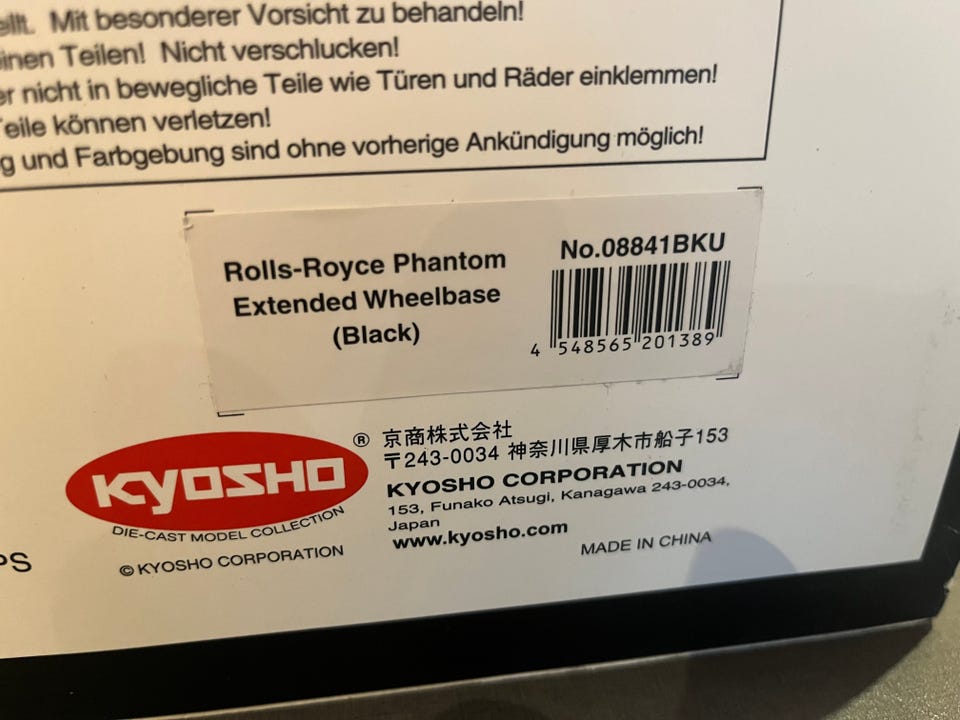 Mit besonderer Vorsicht zu behandeln!
Teilen! Nicht verschlucken!
nicht in bewegliche Teile wie Türen und Räder einklemmen!
Teile können verletzen!
und Farbgebung sind ohne vorherige Ankündigung möglich!
Rolls-Royce Phantom
Extended Wheelbase
(Black)
No.08841BKU
4 548565 201389
KYOSHO ®
DIE-CAST MODEL COLLECTION
© KYOSHO CORPORATION
京商株式会社
〒243-0034 神奈川県厚木市船子153
KYOSHO CORPORATION
153, Funako Atsugi, Kanagawa 243-0034,
Japan
www.kyosho.com
MADE IN CHINA